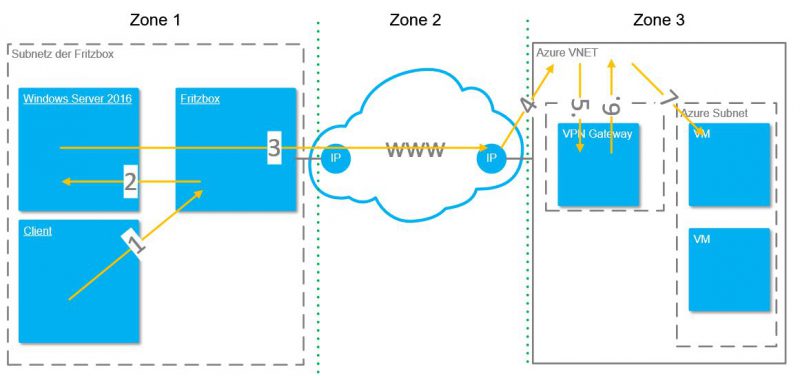 Zone 1
Zone 2
Zone 3
Subnetz der Fritzbox
Azure VNET
Windows Server 2016
Fritzbox
Client
1
2
3
IP
www
IP
4
5.
6.
7
VPN Gateway
Azure Subnet
VM
VM